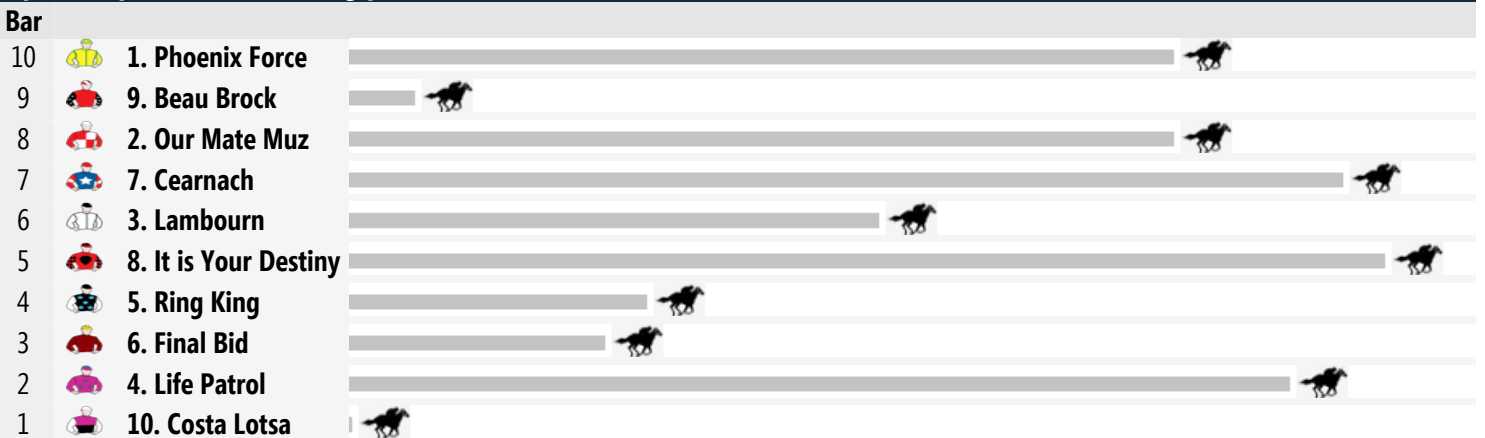 Bar
10 1. Phoenix Force
9 9. Beau Brock
8 2. Our Mate Muz
7 7. Cearnach
6 3. Lambourn
5 8. It is Your Destiny
4 5. Ring King
3 6. Final Bid
2 4. Life Patrol
1 10. Costa Lotsa